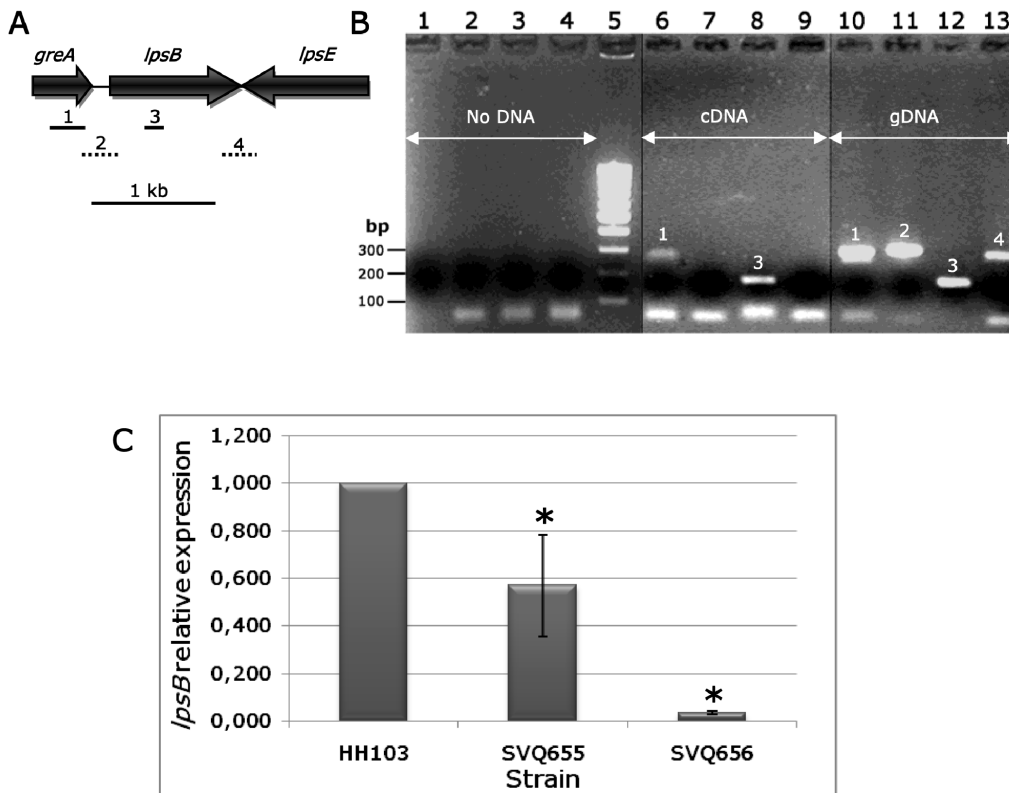 A
greA lpsB lpsE
1 3
2 4
1 kb
B
1 2 3 4 5 6 7 8 9 10 11 12 13
No DNA cDNA gDNA
bp
300
200
100
1 3 1 2 3 4
C
lpsB relative expression
1,200
1,000
0,800
0,600
0,400
0,200
0,000
* *
HH103 SVQ655 SVQ656
Strain